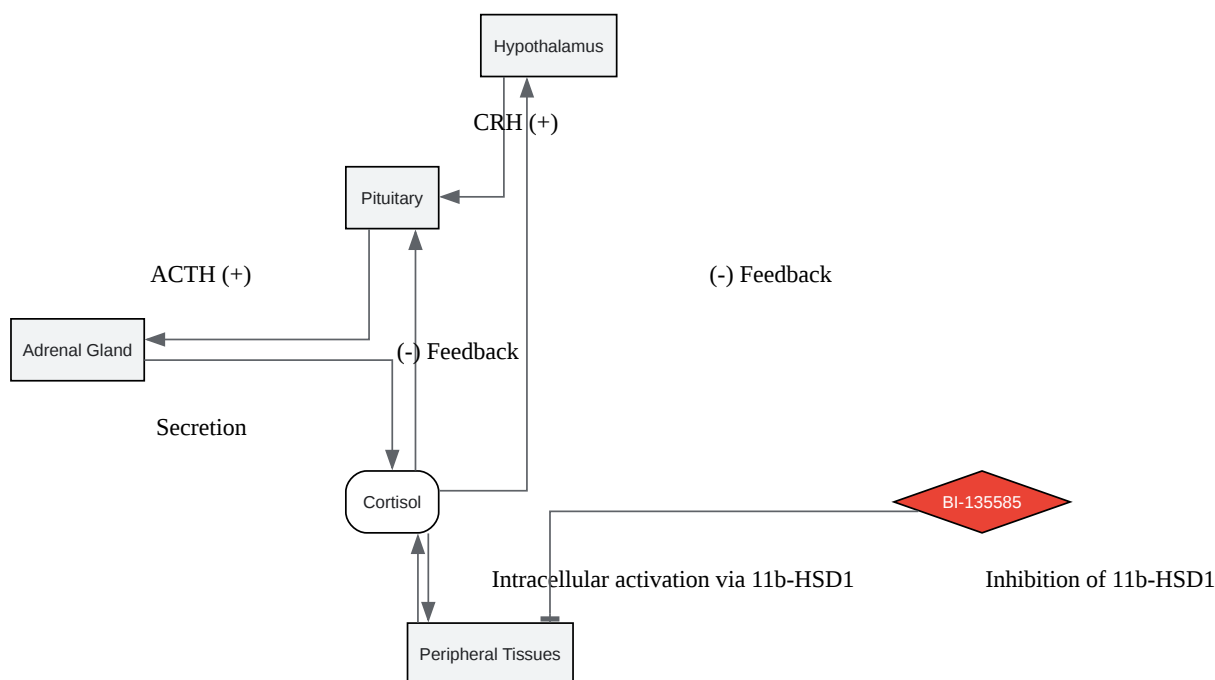 Hypothalamus
CRH (+)
Pituitary
ACTH (+)
(-) Feedback
Adrenal Gland
(-) Feedback
Secretion
Cortisol
BI-135585
Intracellular activation via 11b-HSD1
Inhibition of 11b-HSD1
Peripheral Tissues